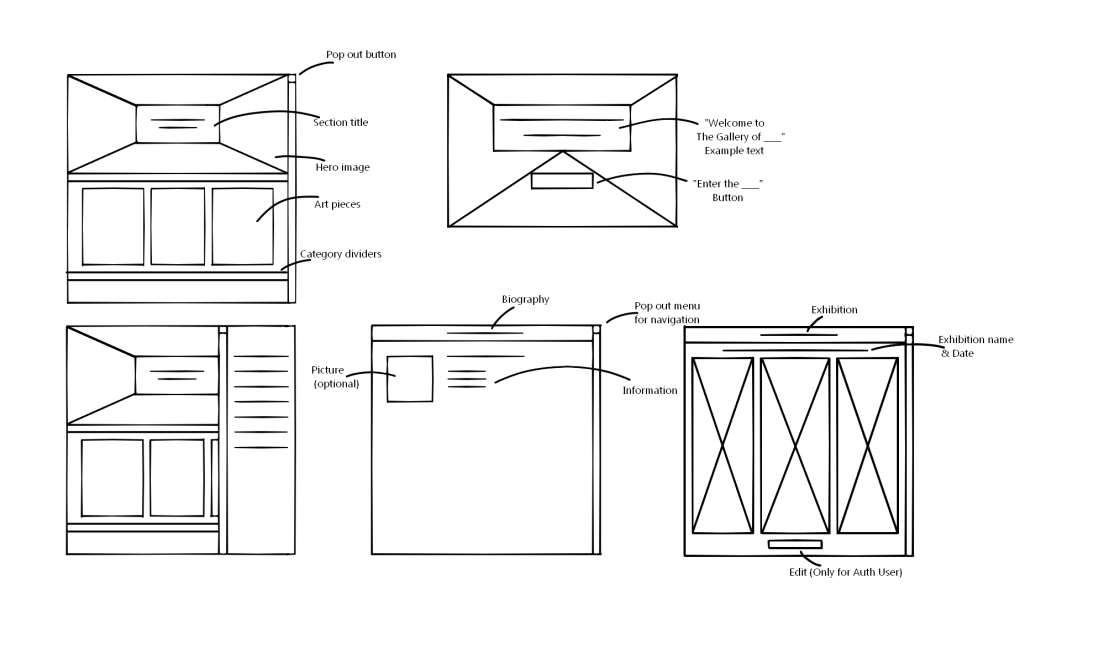 Pop out button
Section title
Hero image
Art pieces
Category dividers
"Welcome to
The Gallery of ___"
Example text
"Enter the ___"
Button
Biography
Pop out menu
for navigation
Picture
(optional)
Information
Exhibition
Exhibition name
& Date
Edit (Only for Auth User)